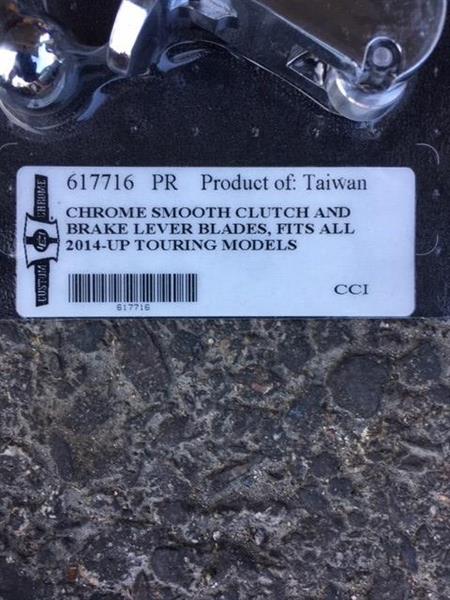 617716 PR Product of: Taiwan
CHROME SMOOTH CLUTCH AND
BRAKE LEVER BLADES, FITS ALL
2014-UP TOURING MODELS
617716
CCI
CUSTOM CCI CHROME